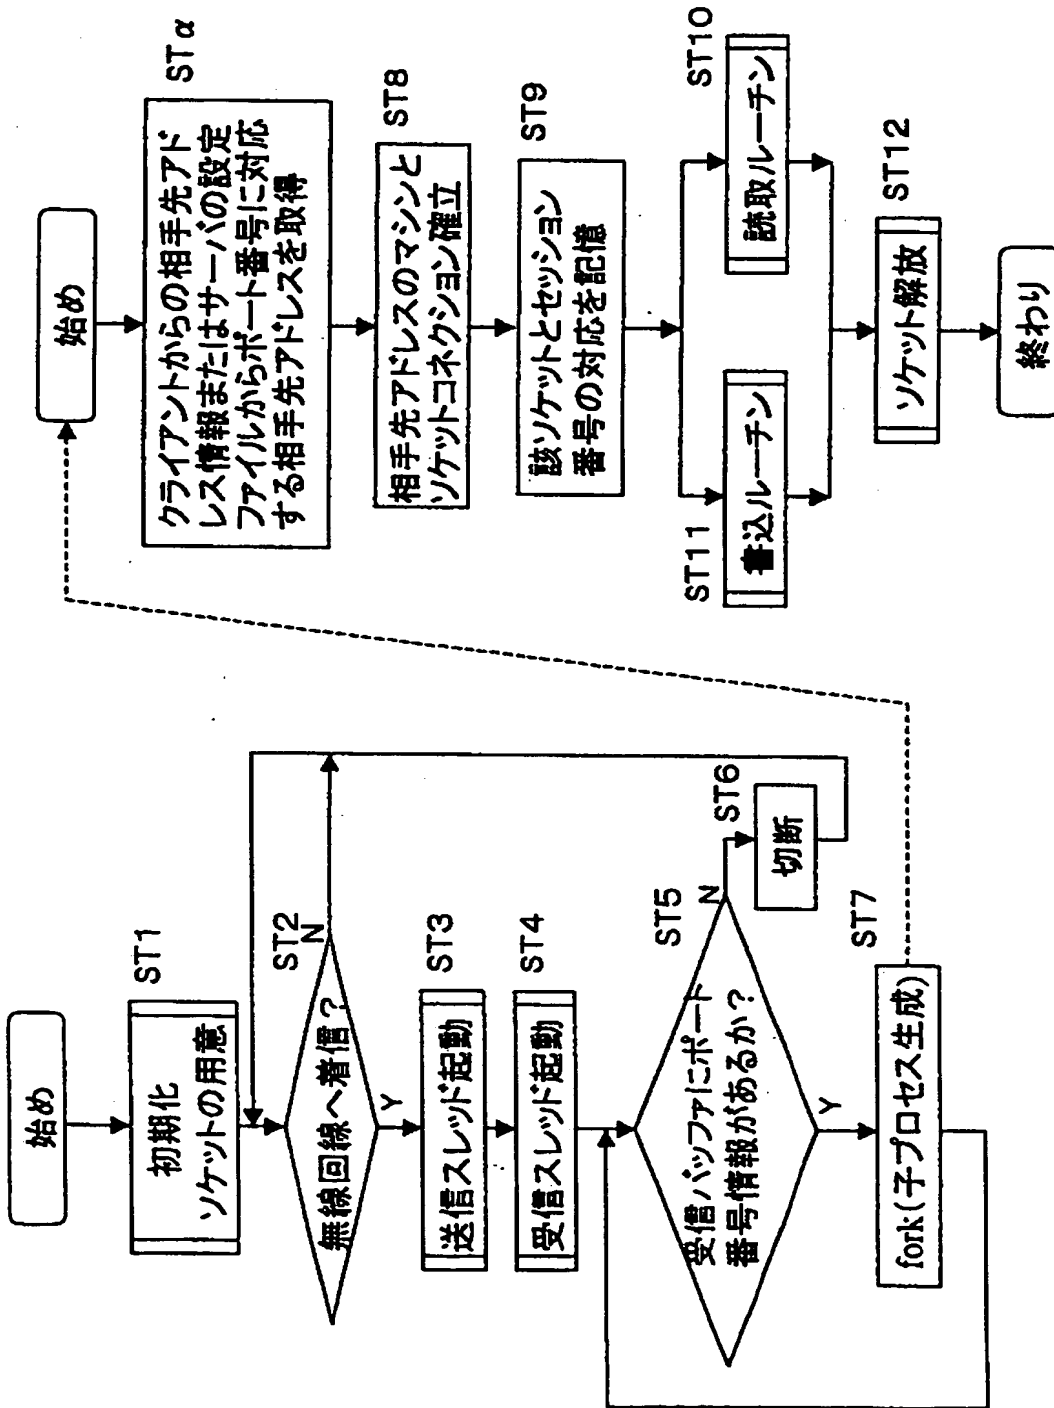 始め
ST1
初期化
ソケットの用意
ST2
無線回線へ着信?
N
Y
ST3
送信スレッド起動
ST4
受信スレッド起動
ST5
受信バッファにポート
番号情報があるか?
N
Y
ST6
切断
ST7
fork(子プロセス生成)
始め
STα
クライアントからの相手先アド
レス情報またはサーバの設定
ファイルからポート番号に対応
する相手先アドレスを取得
ST8
相手先アドレスのマシンと
ソケットコネクション確立
ST9
該ソケットとセッション
番号の対応を記憶
ST11
書込ルーチン
ST10
読取ルーチン
ST12
ソケット解放
終わり